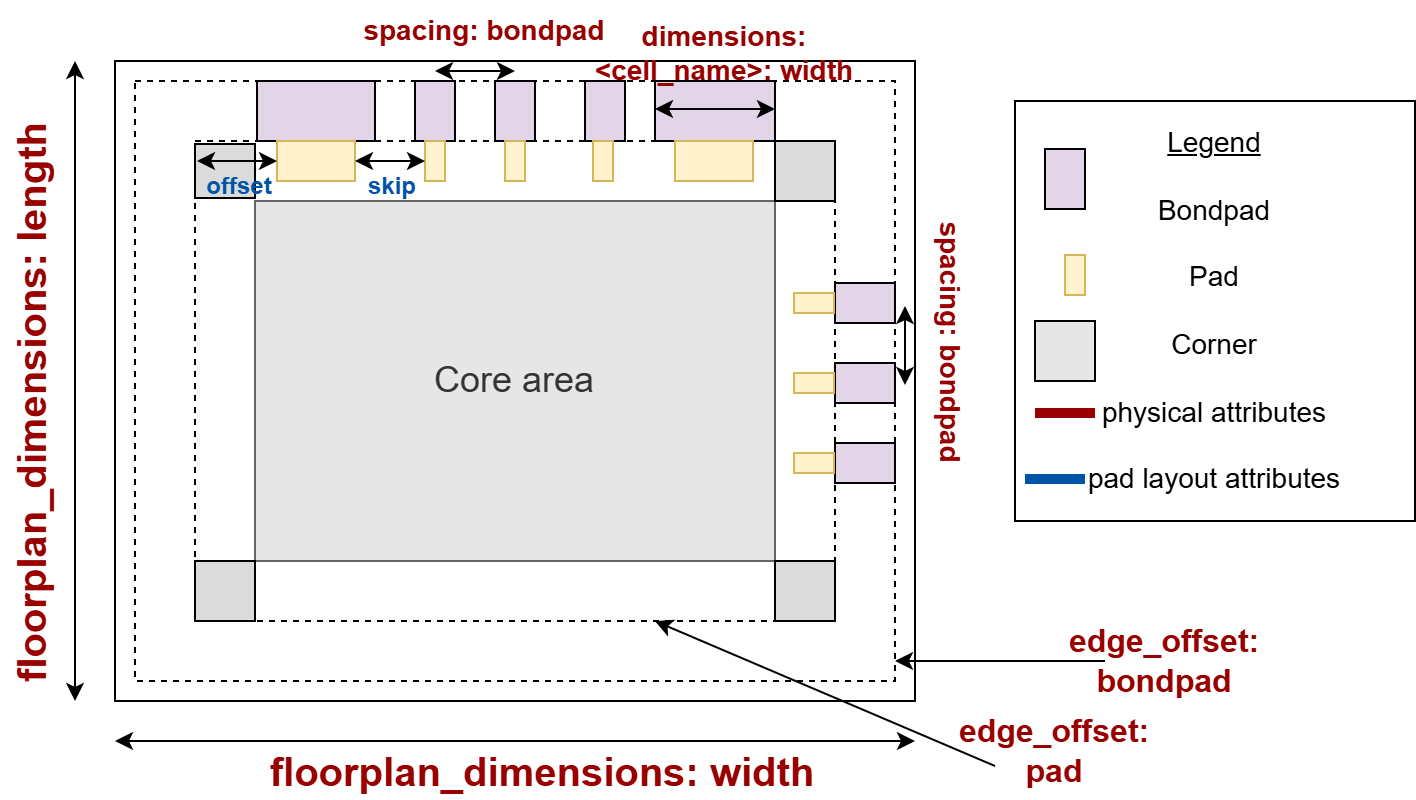 spacing: bondpad
dimensions:
<cell_name>: width
offset
skip
floorplan_dimensions: length
Core area
spacing: bondpad
Legend
Bondpad
Pad
Corner
physical attributes
pad layout attributes
edge_offset:
bondpad
edge_offset:
pad
floorplan_dimensions: width